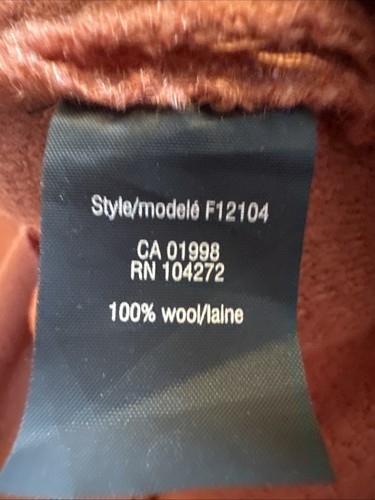 Style/modelé F12104
CA 01998
RN 104272
100% wool/laine